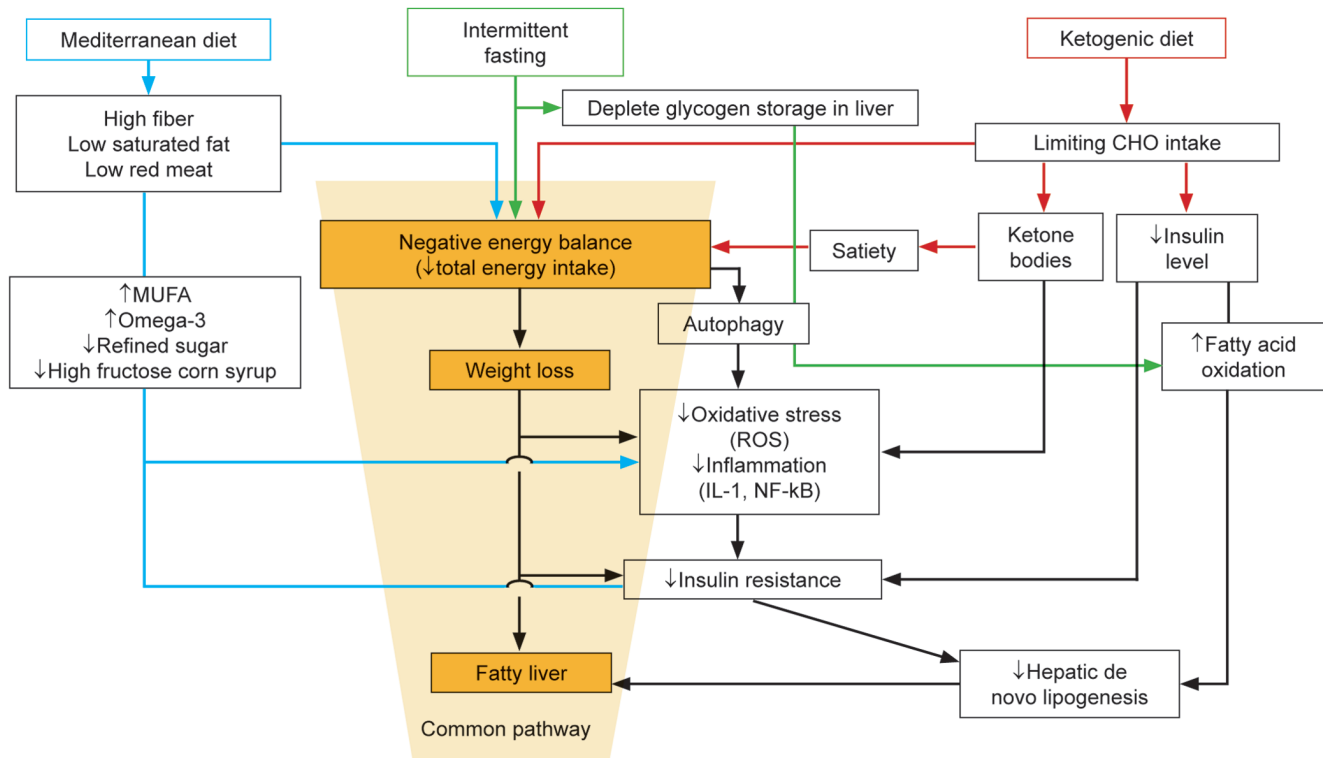 Mediterranean diet
Intermittent
fasting
Ketogenic diet
High fiber
Low saturated fat
Low red meat
Deplete glycogen storage in liver
Limiting CHO intake
Negative energy balance
(↓total energy intake)
Satiety
Ketone
bodies
↓Insulin
level
↑MUFA
↑Omega-3
↓Refined sugar
↓High fructose corn syrup
Autophagy
↑Fatty acid
oxidation
Weight loss
↓Oxidative stress
(ROS)
↓Inflammation
(IL-1, NF-kB)
↓Insulin resistance
Fatty liver
↓Hepatic de
novo lipogenesis
Common pathway